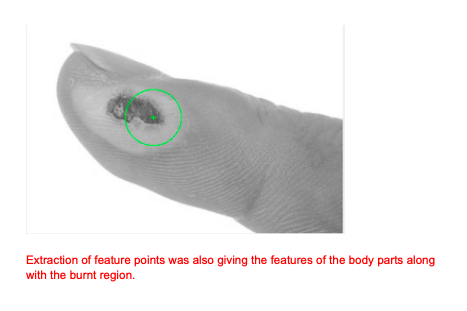 Extraction of feature points was also giving the features of the body parts along
with the burnt region.